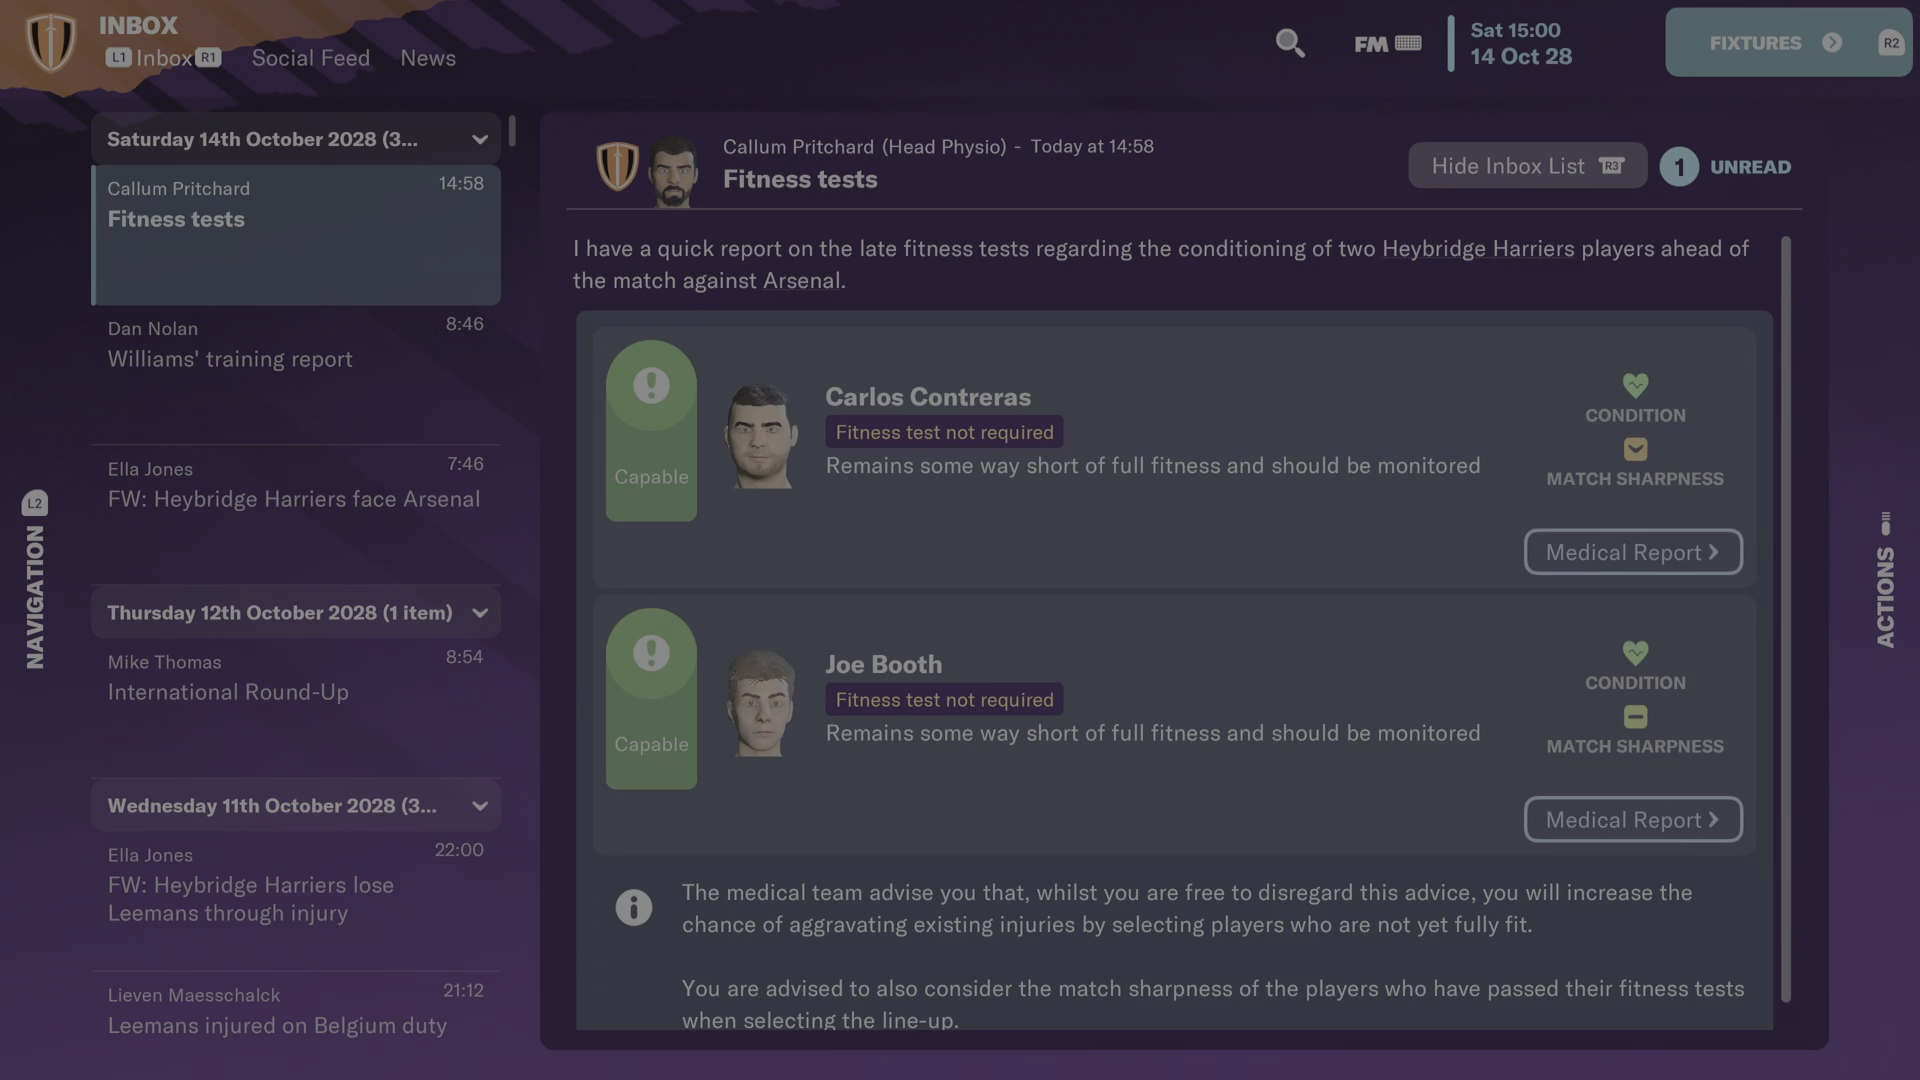 INBOX
L1 Inbox R1 Social Feed News
FM
Sat 15:00
14 Oct 28
FIXTURES R2
NAVIGATION L2
Saturday 14th October 2028 (3...
Callum Pritchard 14:58
Fitness tests
Dan Nolan 8:46
Williams' training report
Ella Jones 7:46
FW: Heybridge Harriers face Arsenal
Thursday 12th October 2028 (1 item)
Mike Thomas 8:54
International Round-Up
Wednesday 11th October 2028 (3...
Ella Jones 22:00
FW: Heybridge Harriers lose
Leemans through injury
Lieven Maesschalck 21:12
Leemans injured on Belgium duty
Callum Pritchard (Head Physio) - Today at 14:58
Fitness tests
Hide Inbox List R3
1 UNREAD
I have a quick report on the late fitness tests regarding the conditioning of two Heybridge Harriers players ahead of
the match against Arsenal.
Capable
Carlos Contreras
Fitness test not required
Remains some way short of full fitness and should be monitored
CONDITION
MATCH SHARPNESS
Medical Report
Capable
Joe Booth
Fitness test not required
Remains some way short of full fitness and should be monitored
CONDITION
MATCH SHARPNESS
Medical Report
The medical team advise you that, whilst you are free to disregard this advice, you will increase the
chance of aggravating existing injuries by selecting players who are not yet fully fit.
You are advised to also consider the match sharpness of the players who have passed their fitness tests
when selecting the line-up.
ACTIONS